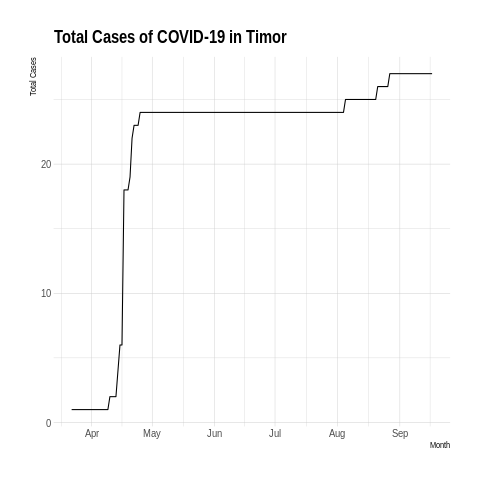 Total Cases of COVID-19 in Timor
Total Cases
20
10
0
Apr May Jun Jul Aug Sep
Month